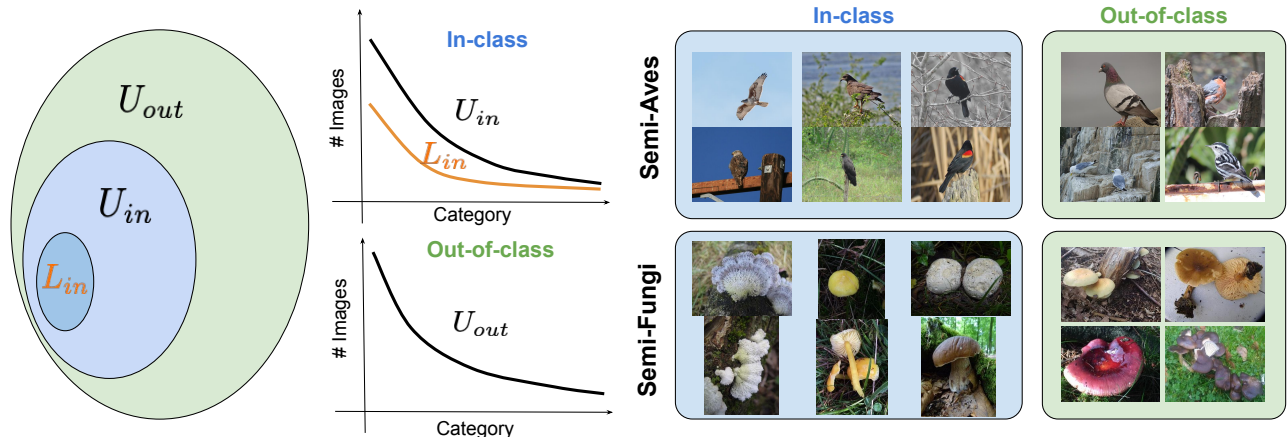 U_out
U_in
L_in
In-class
# Images
U_in
L_in
Category
Out-of-class
# Images
U_out
Category
In-class
Out-of-class
Semi-Aves
Semi-Fungi